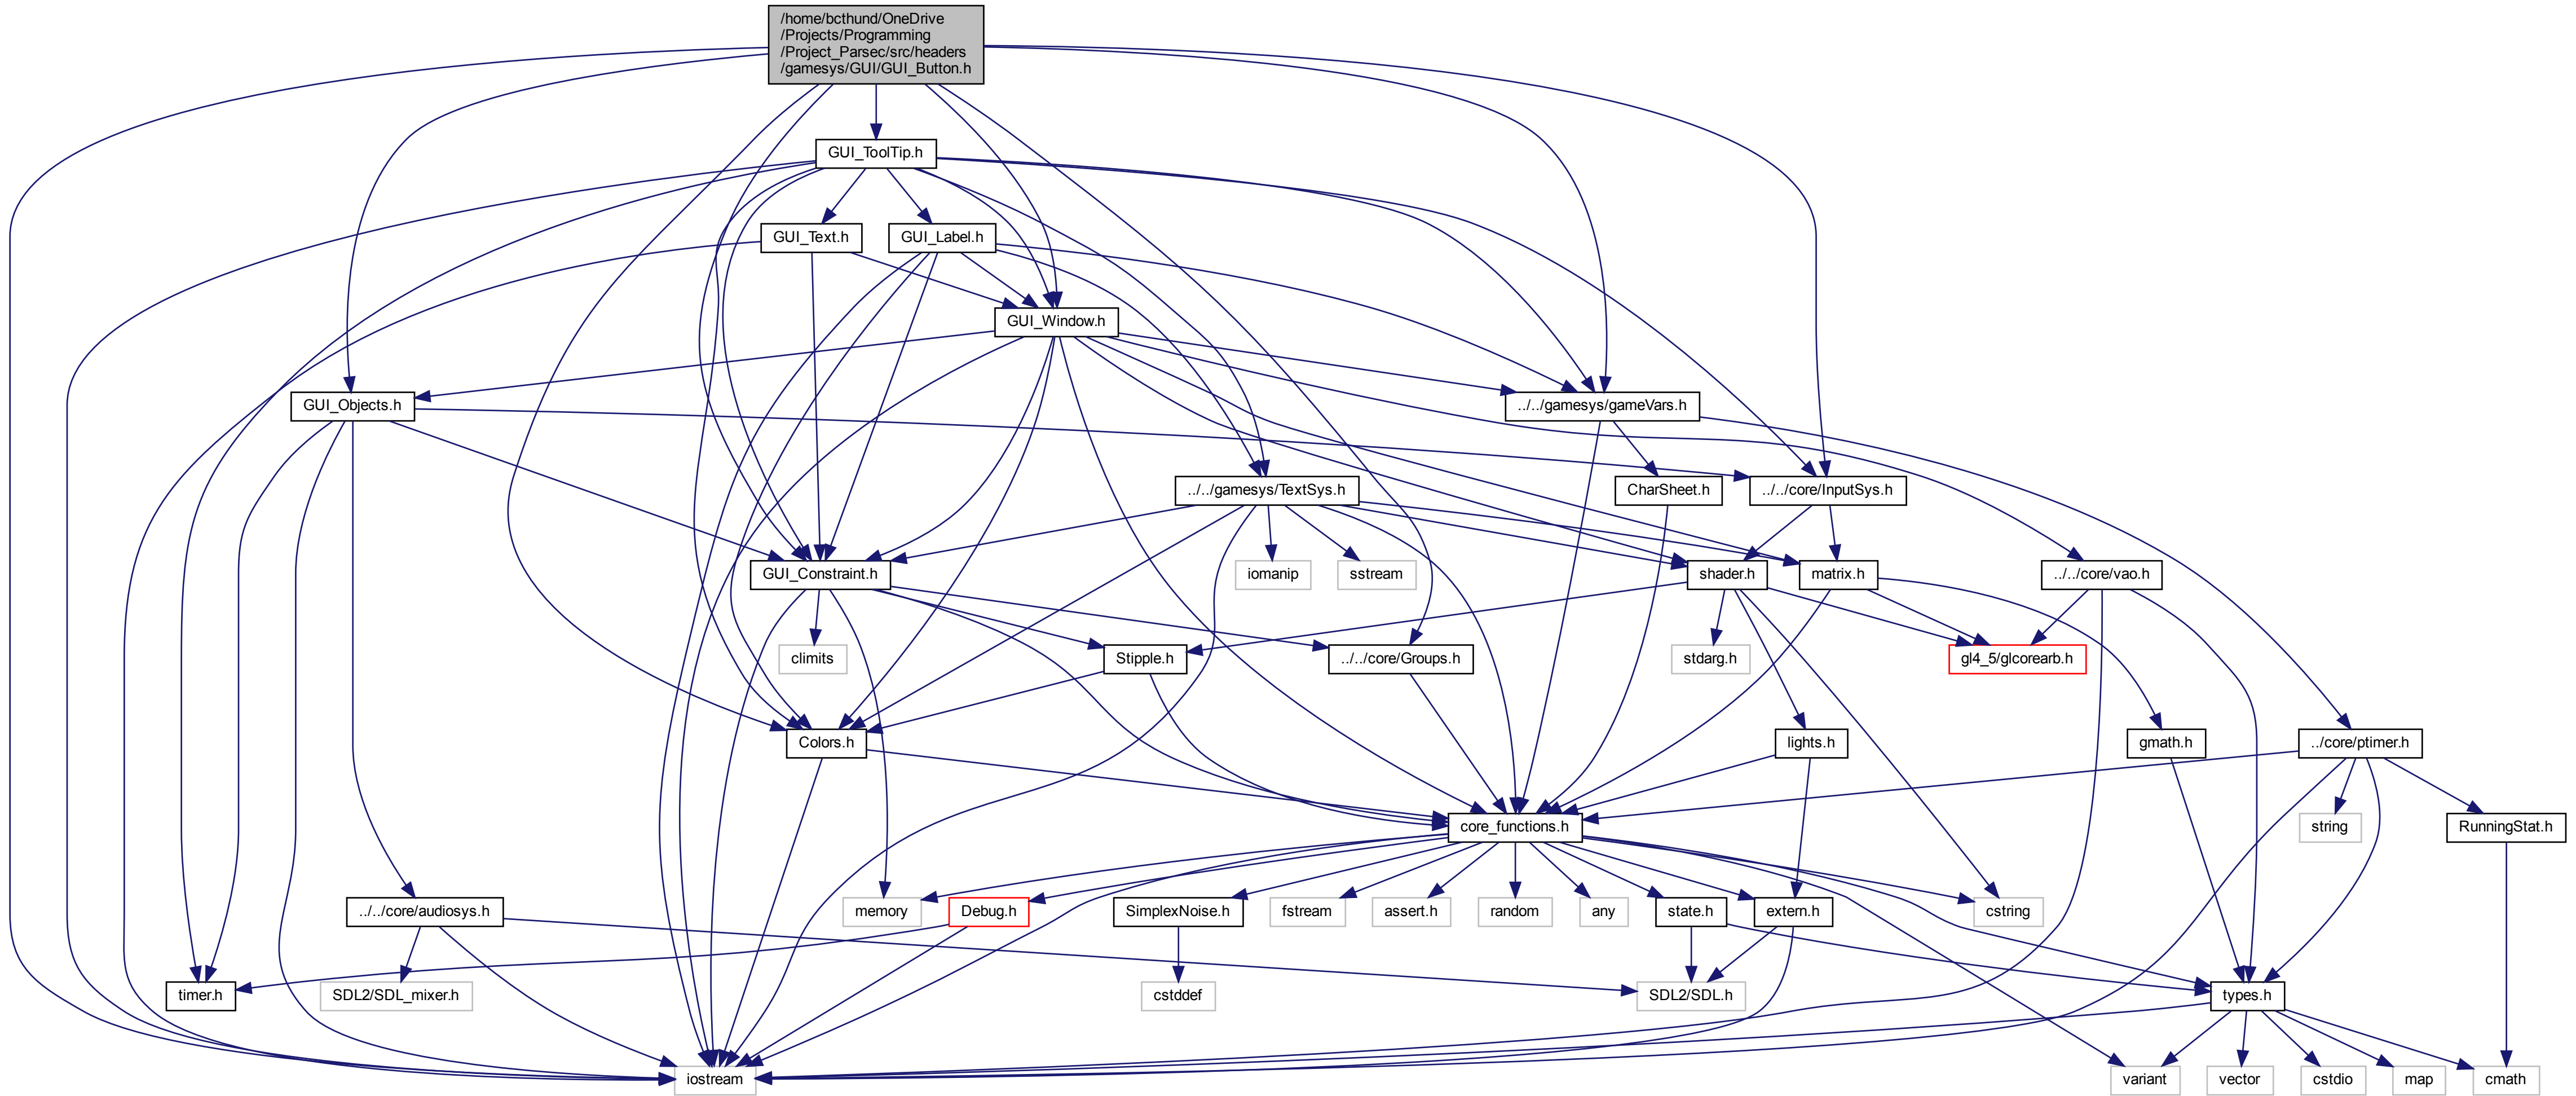 /home/bcthund/OneDrive
/Projects/Programming
/Project_Parsec/src/headers
/gamesys/GUI/GUI_Button.h
GUI_ToolTip.h
GUI_Text.h
GUI_Label.h
GUI_Window.h
GUI_Objects.h
../../gamesys/gameVars.h
../../gamesys/TextSys.h
CharSheet.h
../../core/InputSys.h
GUI_Constraint.h
iomanip
sstream
shader.h
matrix.h
../../core/vao.h
climits
Stipple.h
../../core/Groups.h
stdarg.h
gl4_5/glcorearb.h
Colors.h
lights.h
gmath.h
../core/ptimer.h
core_functions.h
string
RunningStat.h
../../core/audiosys.h
memory
Debug.h
SimplexNoise.h
fstream
assert.h
random
any
state.h
extern.h
cstring
timer.h
SDL2/SDL_mixer.h
cstddef
SDL2/SDL.h
types.h
iostream
variant
vector
cstdio
map
cmath